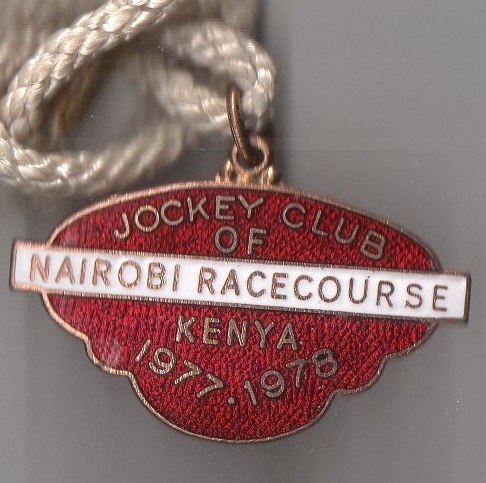 JOCKEY CLUB
OF
NAIROBI RACECOURSE
KENYA
1977.1978